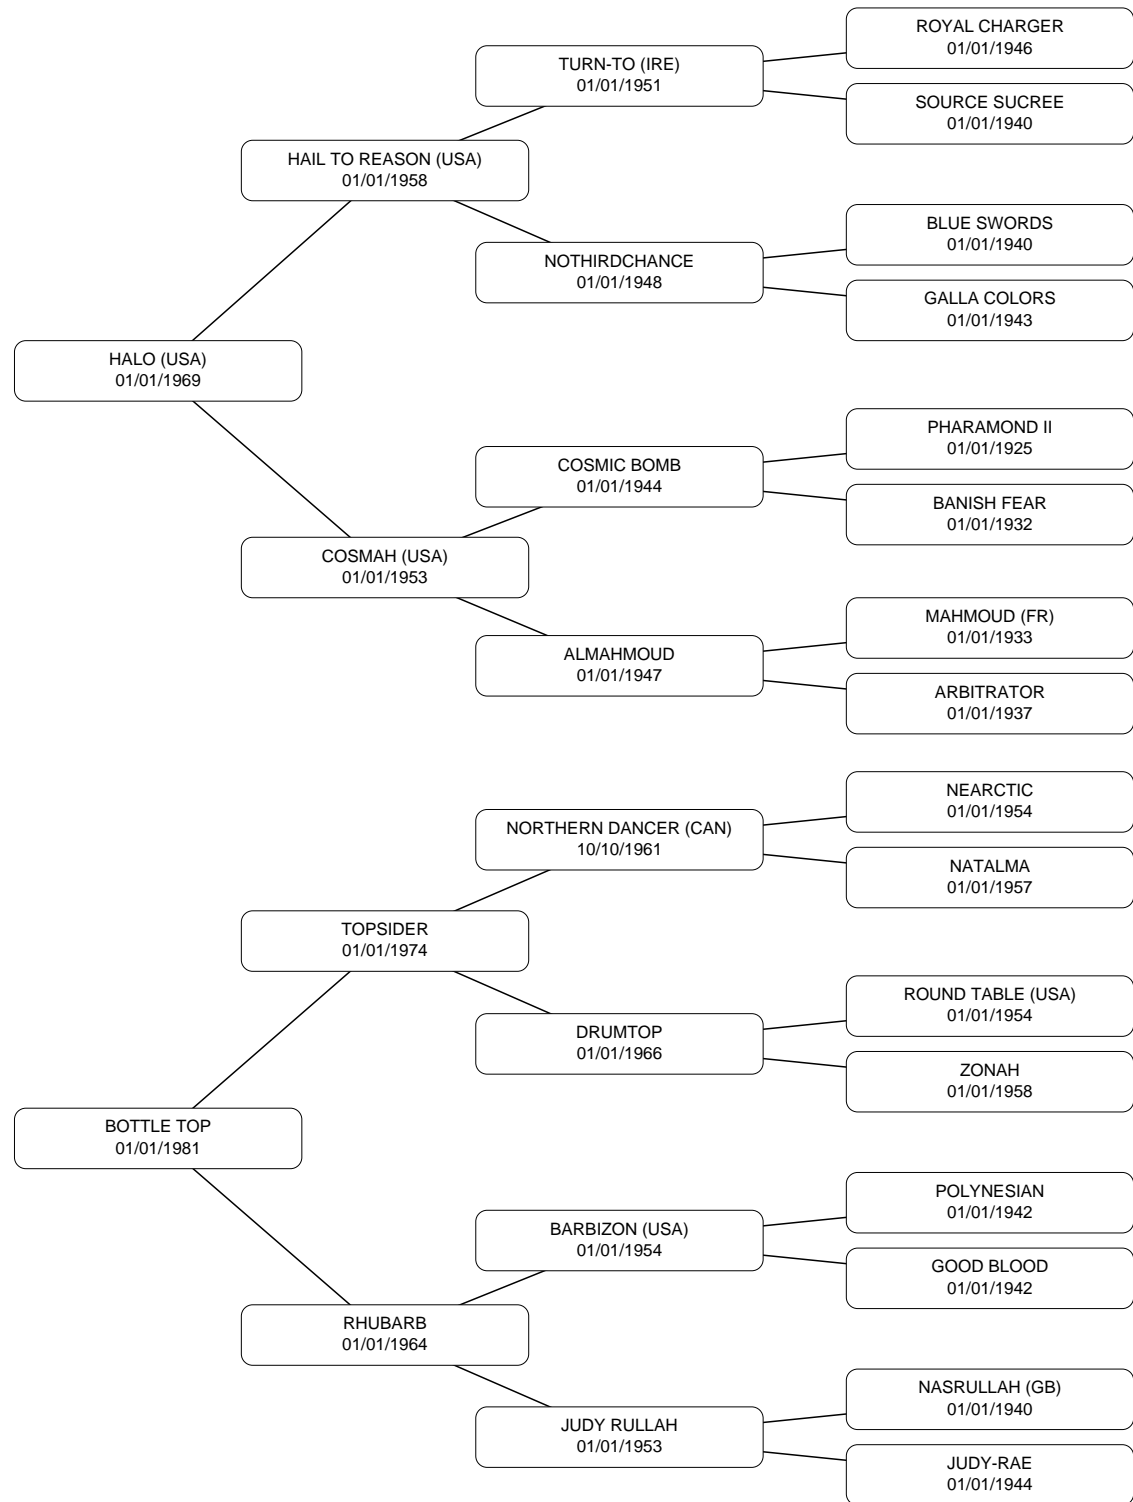 ROYAL CHARGER
01/01/1946
TURN-TO (IRE)
01/01/1951
SOURCE SUCREE
01/01/1940
HAIL TO REASON (USA)
01/01/1958
BLUE SWORDS
01/01/1940
NOTHIRDCHANCE
01/01/1948
GALLA COLORS
01/01/1943
HALO (USA)
01/01/1969
PHARAMOND II
01/01/1925
COSMIC BOMB
01/01/1944
BANISH FEAR
01/01/1932
COSMAH (USA)
01/01/1953
MAHMOUD (FR)
01/01/1933
ALMAHMOUD
01/01/1947
ARBITRATOR
01/01/1937
NEARCTIC
01/01/1954
NORTHERN DANCER (CAN)
10/10/1961
NATALMA
01/01/1957
TOPSIDER
01/01/1974
ROUND TABLE (USA)
01/01/1954
DRUMTOP
01/01/1966
ZONAH
01/01/1958
BOTTLE TOP
01/01/1981
POLYNESIAN
01/01/1942
BARBIZON (USA)
01/01/1954
GOOD BLOOD
01/01/1942
RHUBARB
01/01/1964
NASRULLAH (GB)
01/01/1940
JUDY RULLAH
01/01/1953
JUDY-RAE
01/01/1944